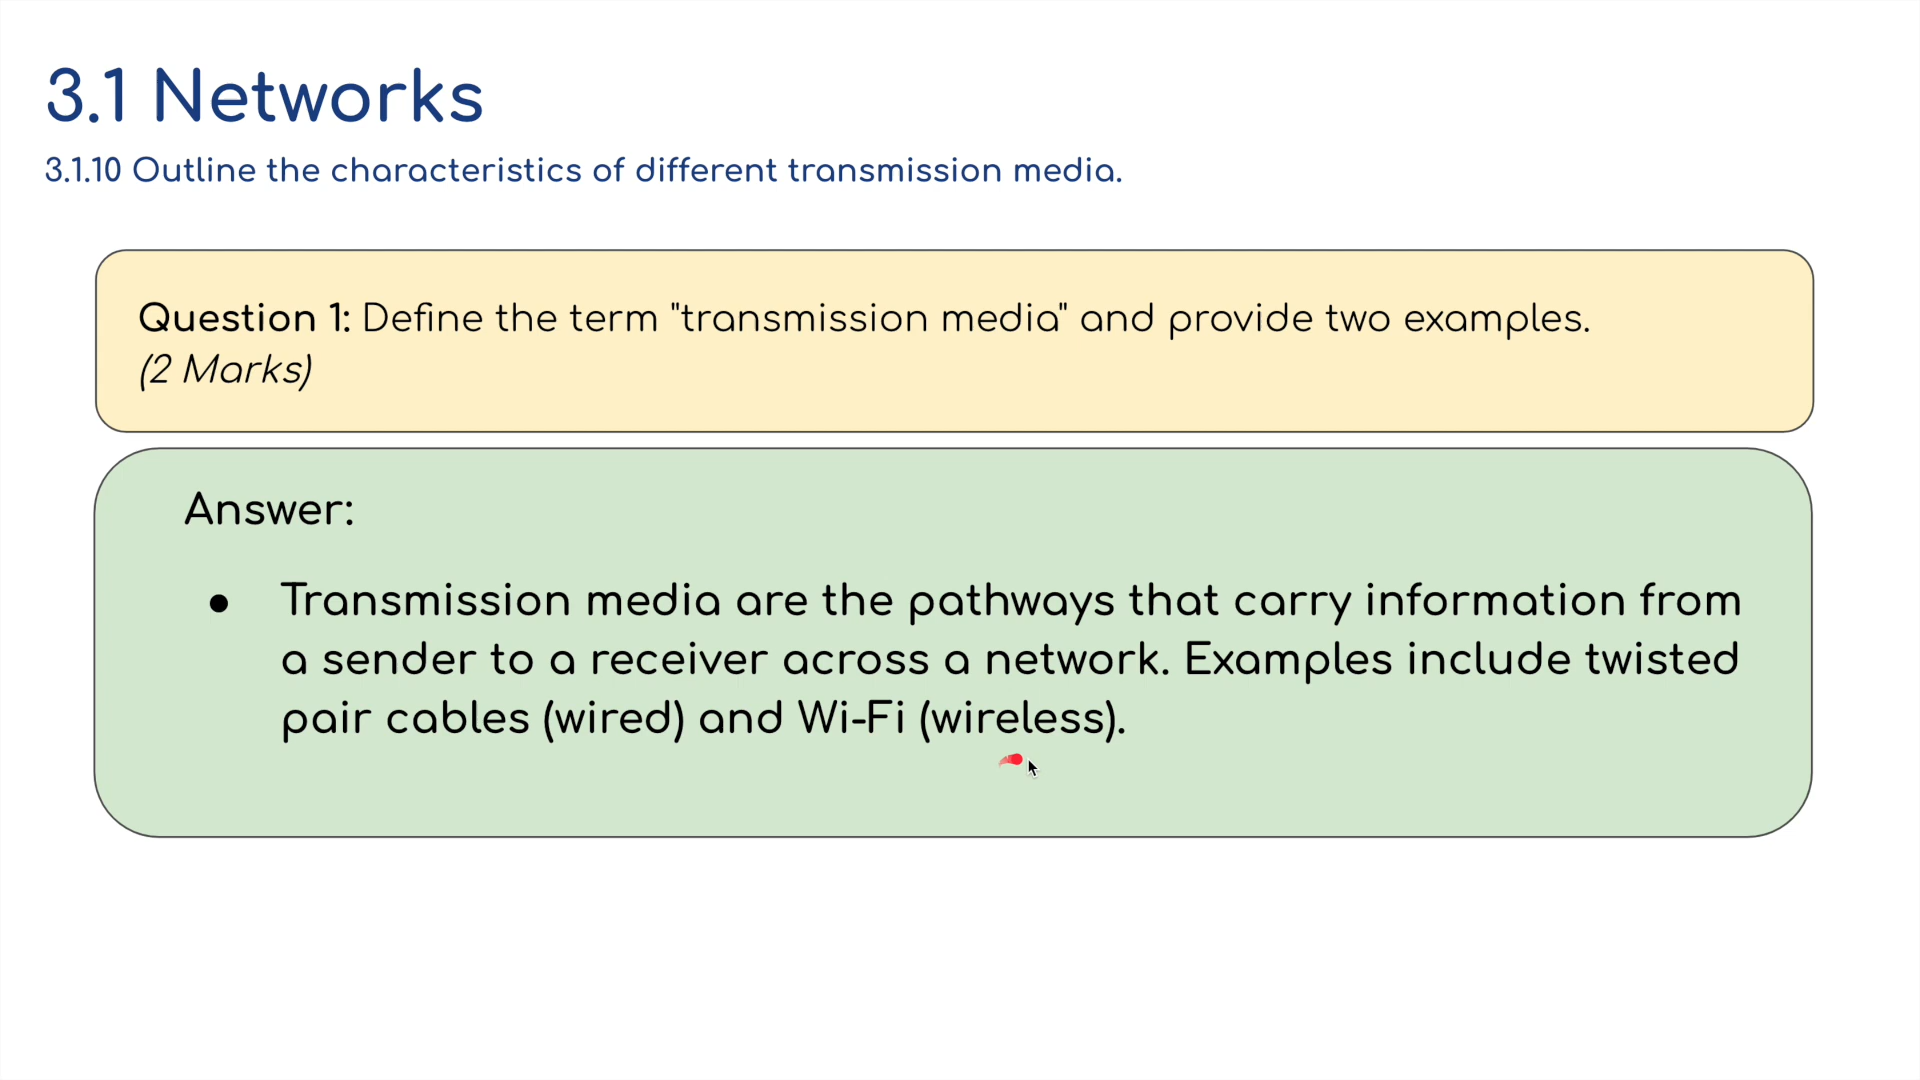 3.1 Networks
3.1.10 Outline the characteristics of different transmission media.
Question 1: Define the term "transmission media" and provide two examples.
(2 Marks)
Answer:
● Transmission media are the pathways that carry information from
a sender to a receiver across a network. Examples include twisted
pair cables (wired) and Wi-Fi (wireless).